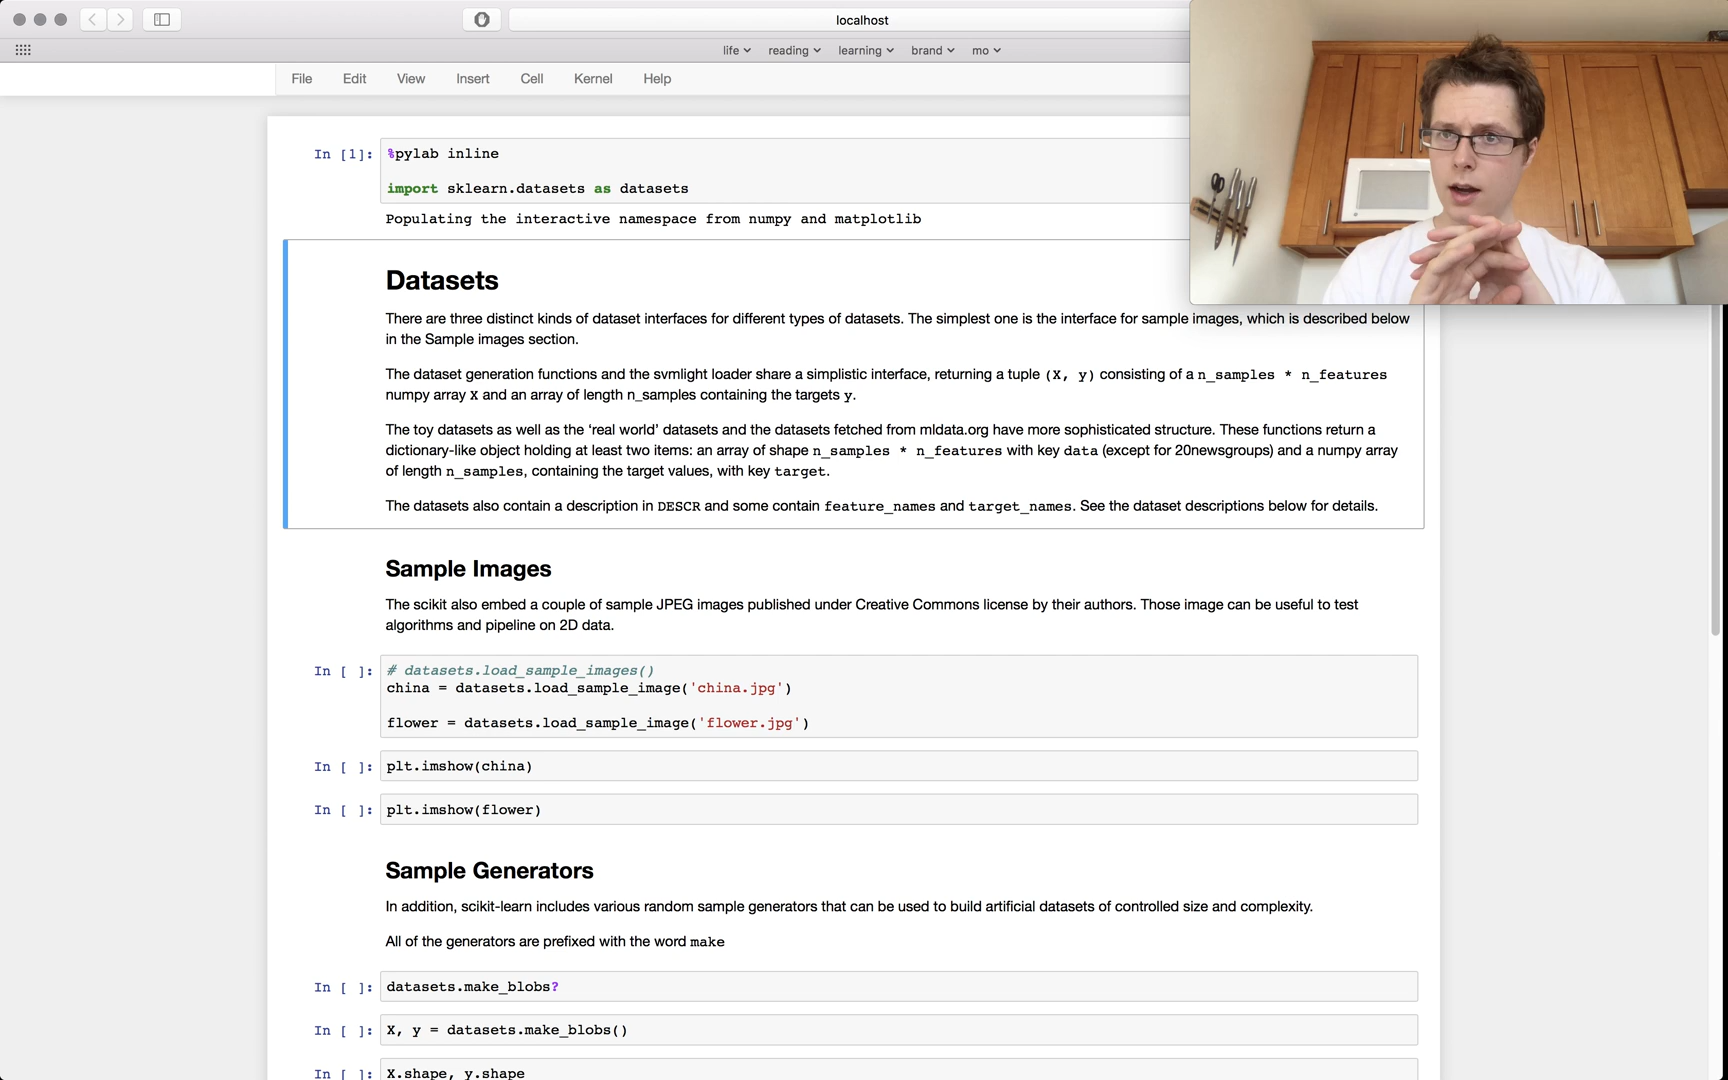 localhost
life reading learning brand mo
File Edit View Insert Cell Kernel Help
In [1]: %pylab inline
import sklearn.datasets as datasets
Populating the interactive namespace from numpy and matplotlib
Datasets
There are three distinct kinds of dataset interfaces for different types of datasets. The simplest one is the interface for sample images, which is described below
in the Sample images section.
The dataset generation functions and the svmlight loader share a simplistic interface, returning a tuple (X, y) consisting of a n_samples * n_features
numpy array X and an array of length n_samples containing the targets y.
The toy datasets as well as the ‘real world’ datasets and the datasets fetched from mldata.org have more sophisticated structure. These functions return a
dictionary-like object holding at least two items: an array of shape n_samples * n_features with key data (except for 20newsgroups) and a numpy array
of length n_samples, containing the target values, with key target.
The datasets also contain a description in DESCR and some contain feature_names and target_names. See the dataset descriptions below for details.
Sample Images
The scikit also embed a couple of sample JPEG images published under Creative Commons license by their authors. Those image can be useful to test
algorithms and pipeline on 2D data.
In [ ]: # datasets.load_sample_images()
china = datasets.load_sample_image('china.jpg')
flower = datasets.load_sample_image('flower.jpg')
In [ ]: plt.imshow(china)
In [ ]: plt.imshow(flower)
Sample Generators
In addition, scikit-learn includes various random sample generators that can be used to build artificial datasets of controlled size and complexity.
All of the generators are prefixed with the word make
In [ ]: datasets.make_blobs?
In [ ]: X, y = datasets.make_blobs()
In [ ]: X.shape, y.shape